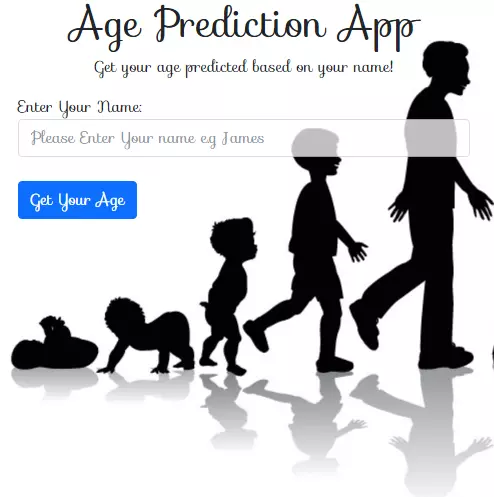 Age Prediction App
Get your age predicted based on your name!
Enter Your Name:
Please Enter Your name e.g James
Get Your Age